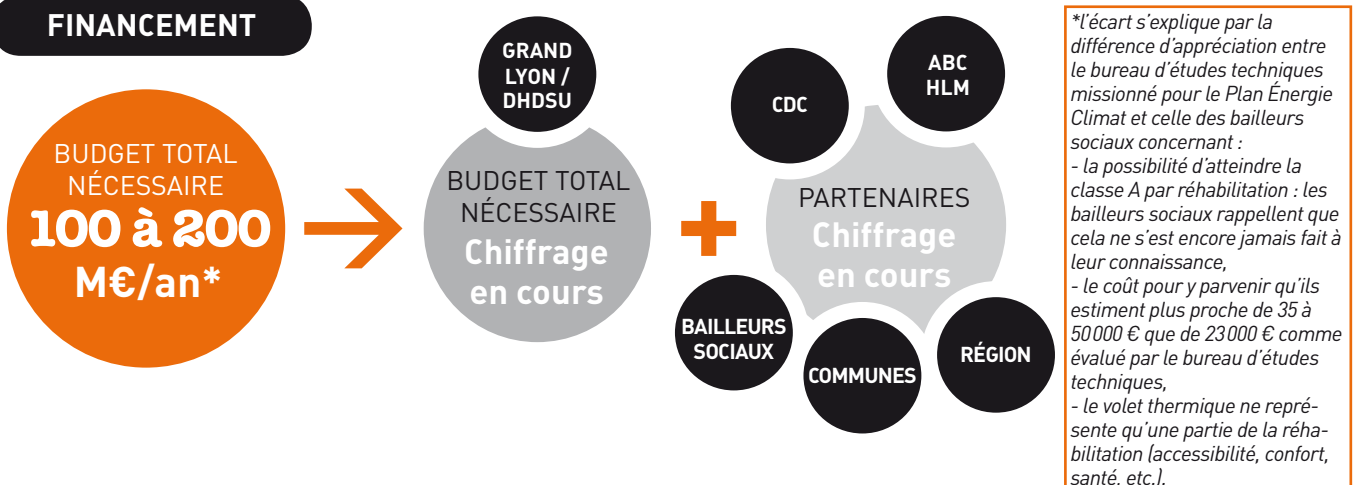 FINANCEMENT
BUDGET TOTAL
NÉCESSAIRE
100 à 200
M€/an*
GRAND
LYON /
DHDSU
BUDGET TOTAL
NÉCESSAIRE
Chiffrage
en cours
CDC
ABC
HLM
PARTENAIRES
Chiffrage
en cours
BAILLEURS
SOCIAUX
COMMUNES
RÉGION
*l'écart s'explique par la
différence d'appréciation entre
le bureau d'études techniques
missionné pour le Plan Énergie
Climat et celle des bailleurs
sociaux concernant :
- la possibilité d'atteindre la
classe A par réhabilitation : les
bailleurs sociaux rappellent que
cela ne s'est encore jamais fait à
leur connaissance,
- le coût pour y parvenir qu'ils
estiment plus proche de 35 à
50 000 € que de 23 000 € comme
évalué par le bureau d'études
techniques,
- le volet thermique ne repré-
sente qu'une partie de la réha-
bilitation (accessibilité, confort,
santé, etc.).